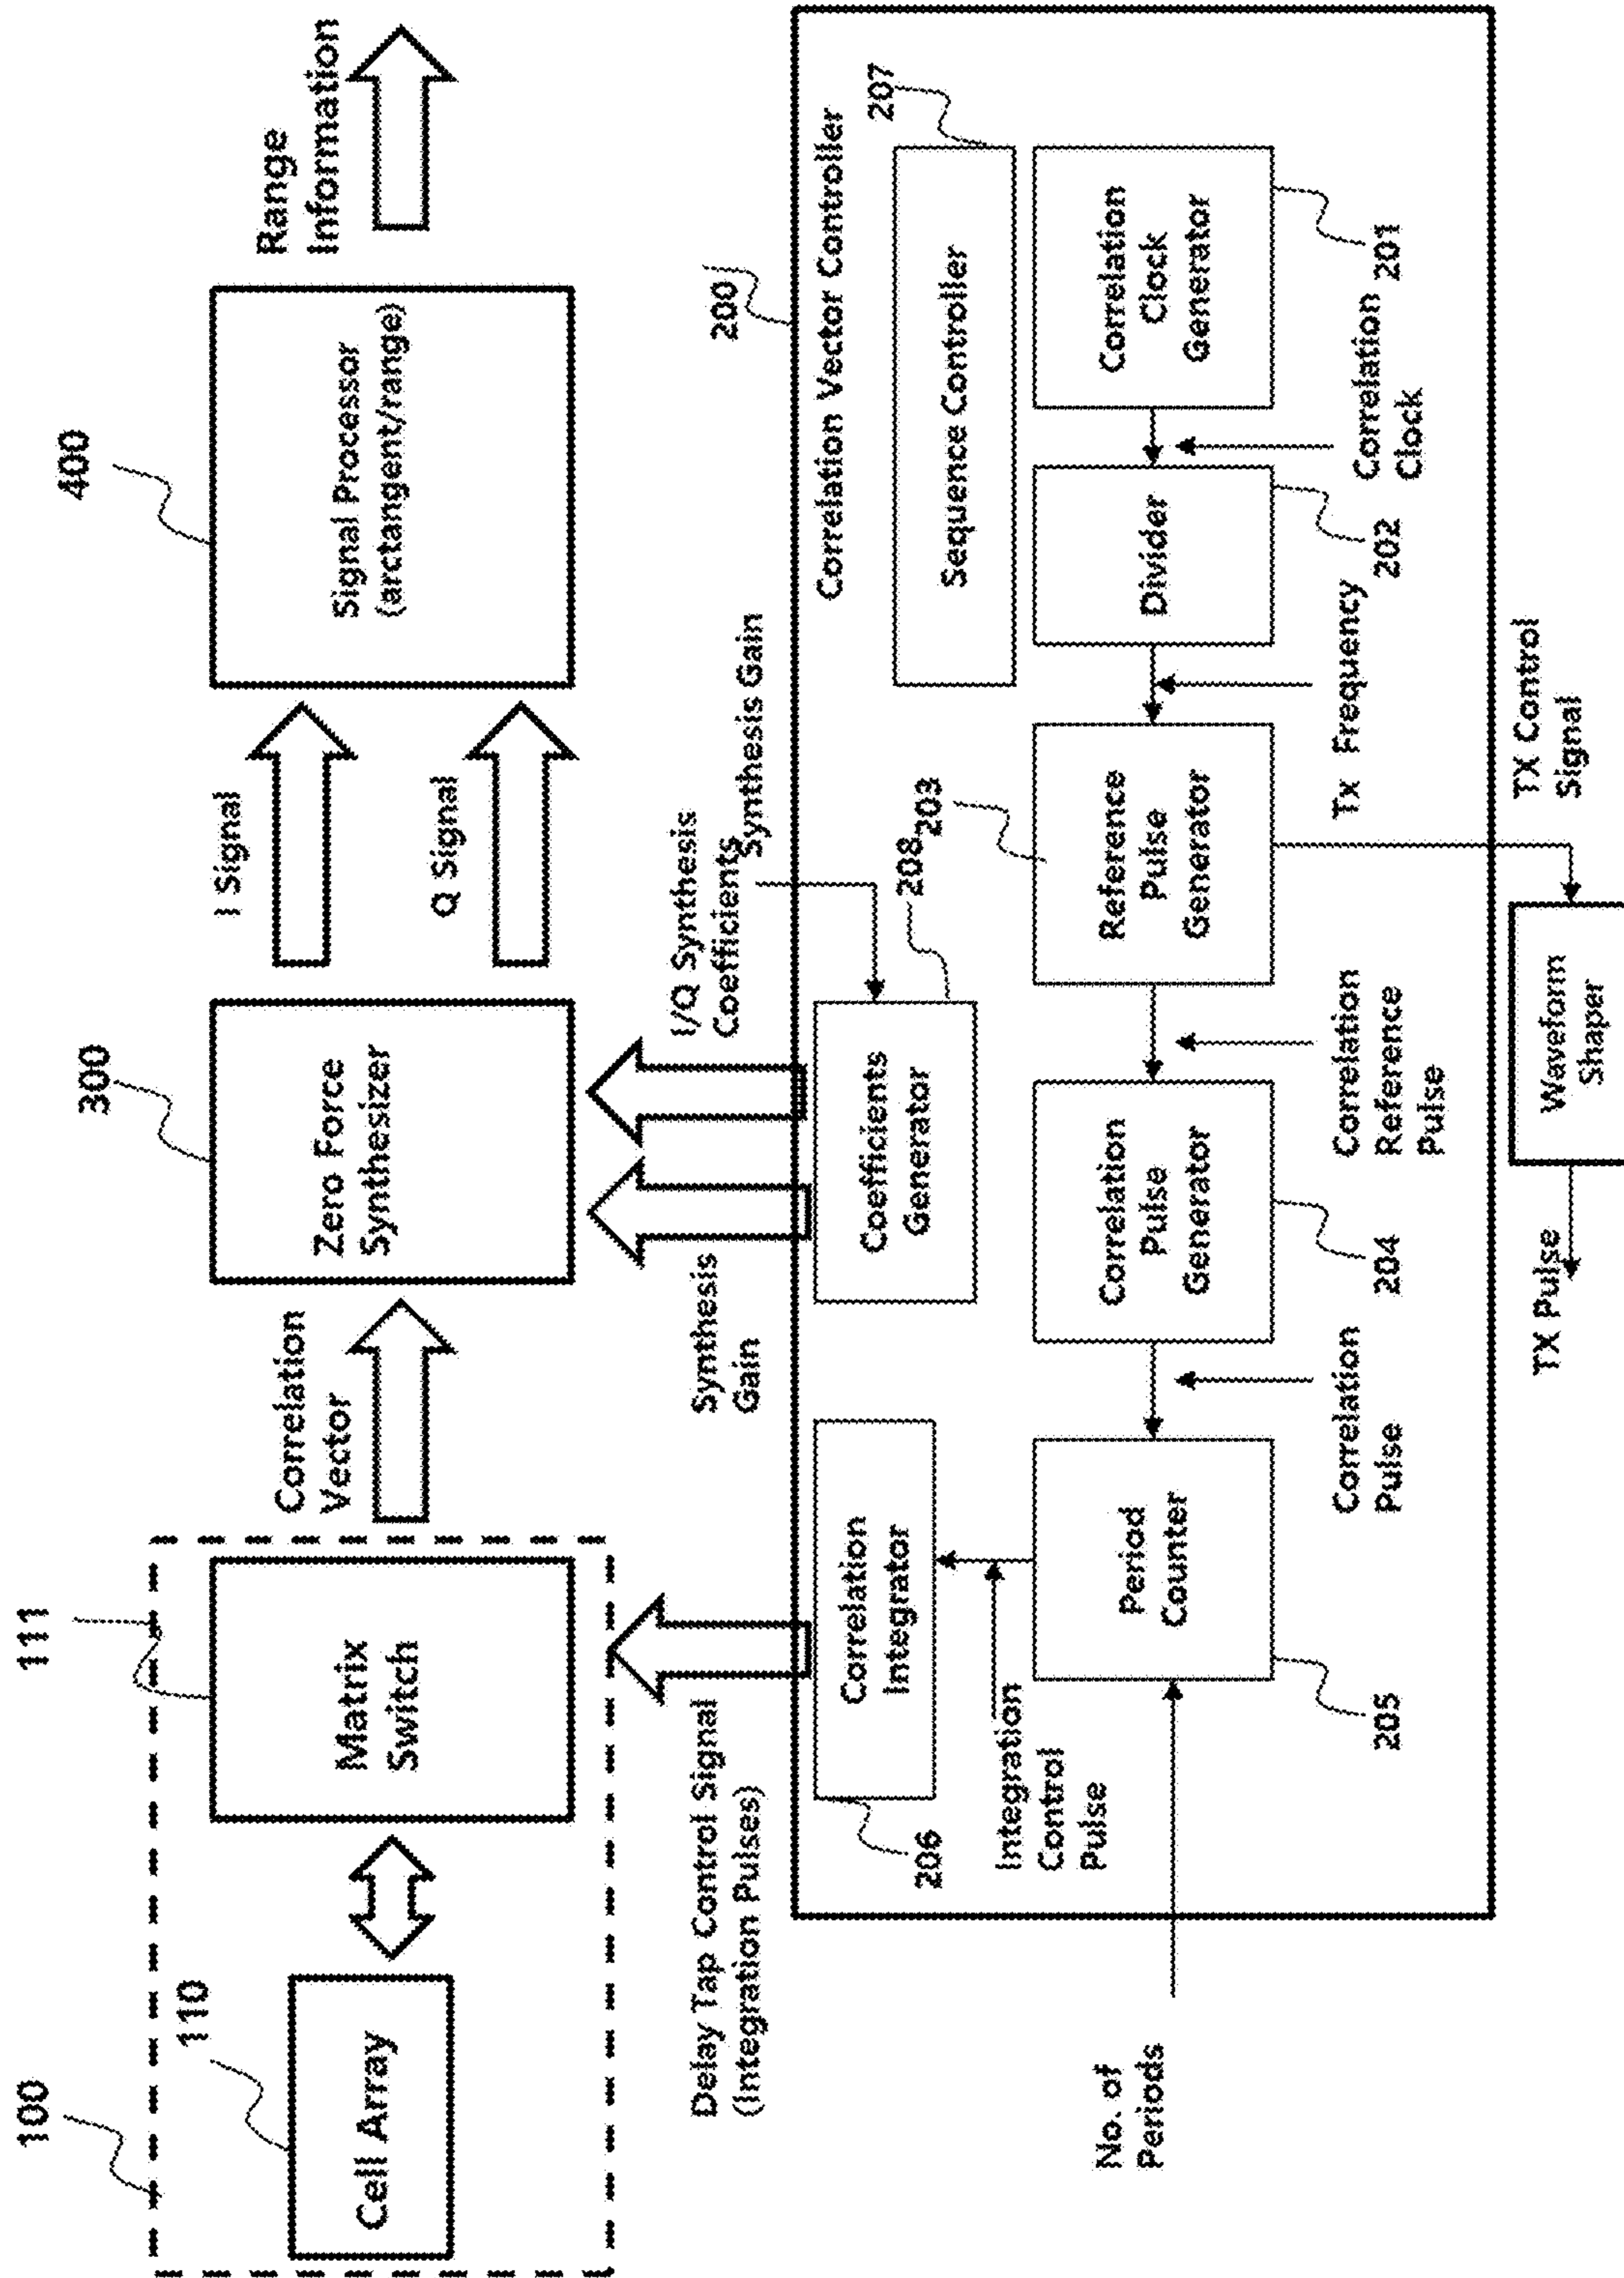 100
110
Cell Array
111
Matrix
Switch
Correlation
Vector
300
Zero Force
Synthesizer
I Signal
Q Signal
400
Signal Processor
(arctangent/range)
Range
Information
Delay Tap Control Signal
(Integration Pulses)
Synthesis
Gain
I/Q Synthesis
Coefficients
Synthesis Gain
200
Correlation Vector Controller
206
Correlation
Integrator
Coefficients
Generator
208
203
Sequence Controller
207
Integration
Control
Pulse
No. of
Periods
Period
Counter
205
Correlation
Pulse
Generator
204
Reference
Pulse
Generator
Divider
202
Correlation
Clock
Generator
201
Correlation
Pulse
Correlation
Reference
Pulse
Tx Frequency
Correlation
Clock
TX Control
Signal
Waveform
Shaper
TX Pulse